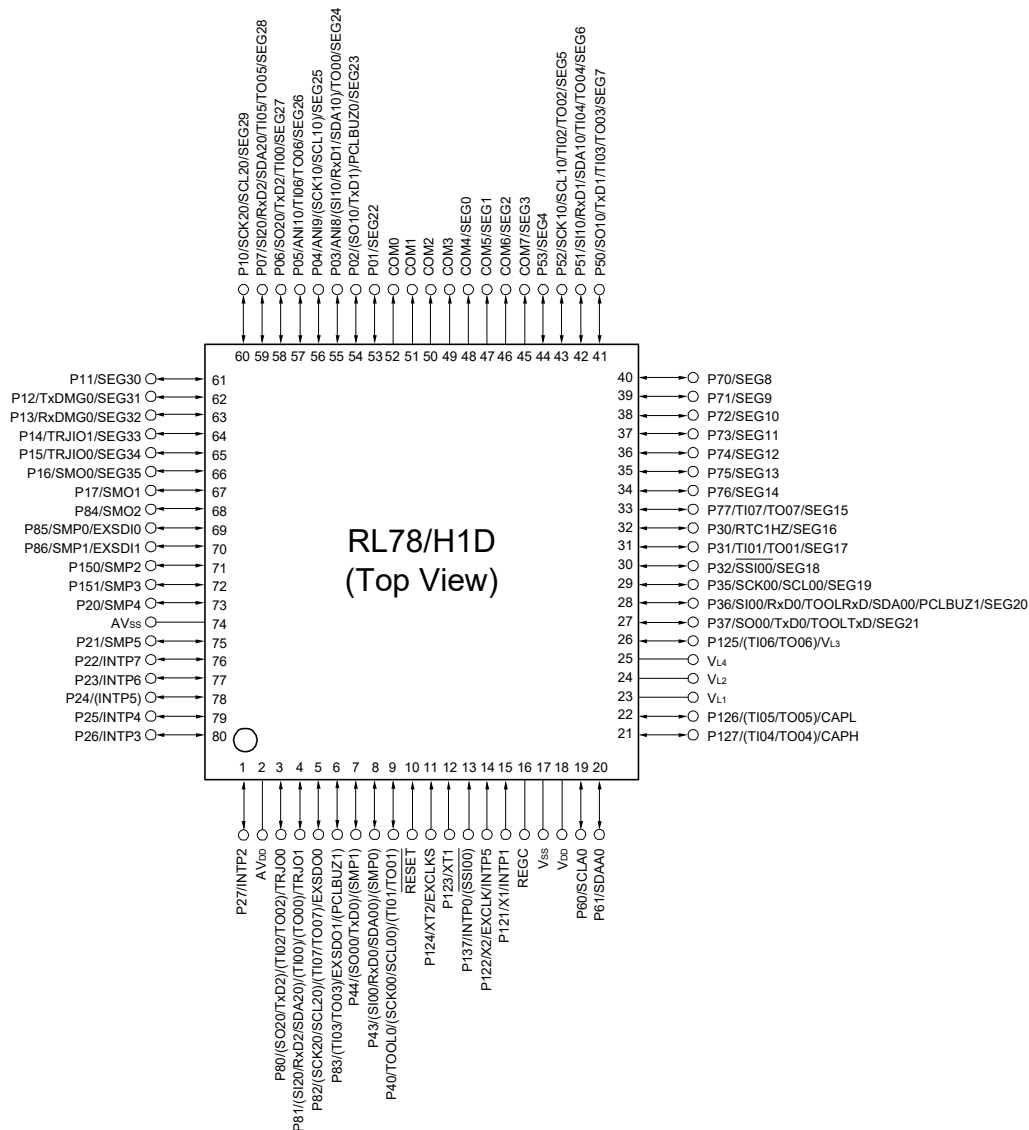 P10/SCK20/SCL20/SEG29
P07/SI20/RxD2/SDA20/TI05/TO05/SEG28
P06/SO20/TxD2/TI00/SEG27
P05/ANI10/TI06/TO06/SEG26
P04/ANI9/(SCK10/SCL10)/SEG25
P03/ANI8/(SI10/RxD1/SDA10)/TO00/SEG24
P02/(SO10/TxD1)/PCLBUZ0/SEG23
P01/SEG22
COM0
COM1
COM2
COM3
COM4/SEG0
COM5/SEG1
COM6/SEG2
COM7/SEG3
P53/SEG4
P52/SCK10/SCL10/TI02/TO02/SEG5
P51/SI10/RxD1/SDA10/TI04/TO04/SEG6
P50/SO10/TxD1/TI03/TO03/SEG7
60 59 58 57 56 55 54 53 52 51 50 49 48 47 46 45 44 43 42 41
P11/SEG30 61
P12/TxDMG0/SEG31 62
P13/RxDMG0/SEG32 63
P14/TRJIO1/SEG33 64
P15/TRJIO0/SEG34 65
P16/SMO0/SEG35 66
P17/SMO1 67
P84/SMO2 68
P85/SMP0/EXSDI0 69
P86/SMP1/EXSDI1 70
P150/SMP2 71
P151/SMP3 72
P20/SMP4 73
AVSS 74
P21/SMP5 75
P22/INTP7 76
P23/INTP6 77
P24/(INTP5) 78
P25/INTP4 79
P26/INTP3 80
RL78/H1D
(Top View)
40 P70/SEG8
39 P71/SEG9
38 P72/SEG10
37 P73/SEG11
36 P74/SEG12
35 P75/SEG13
34 P76/SEG14
33 P77/TI07/TO07/SEG15
32 P30/RTC1HZ/SEG16
31 P31/TI01/TO01/SEG17
30 P32/SSI00/SEG18
29 P35/SCK00/SCL00/SEG19
28 P36/SI00/RxD0/TOOLRxD/SDA00/PCLBUZ1/SEG20
27 P37/SO00/TxD0/TOOLTxD/SEG21
26 P125/(TI06/TO06)/VL3
25 VL4
24 VL2
23 VL1
22 P126/(TI05/TO05)/CAPL
21 P127/(TI04/TO04)/CAPH
1 2 3 4 5 6 7 8 9 10 11 12 13 14 15 16 17 18 19 20
P27/INTP2
AVDD
P80/(SO20/TxD2)/(TI02/TO02)/TRJO0
P81/(SI20/RxD2/SDA20)/(TI00)/(TO00)/TRJO1
P82/(SCK20/SCL20)/(TI07/TO07)/EXSDO0
P83/(TI03/TO03)/EXSDO1/(PCLBUZ1)
P44/(SO00/TxD0)/(SMP1)
P43/(SI00/RxD0/SDA00)/(SMP0)
P40/TOOL0/(SCK00/SCL00)/(TI01/TO01)
RESET
P124/XT2/EXCLKS
P123/XT1
P137/INTP0/(SSI00)
P122/X2/EXCLK/INTP5
P121/X1/INTP1
REGC
VSS
VDD
P60/SCLA0
P61/SDAA0